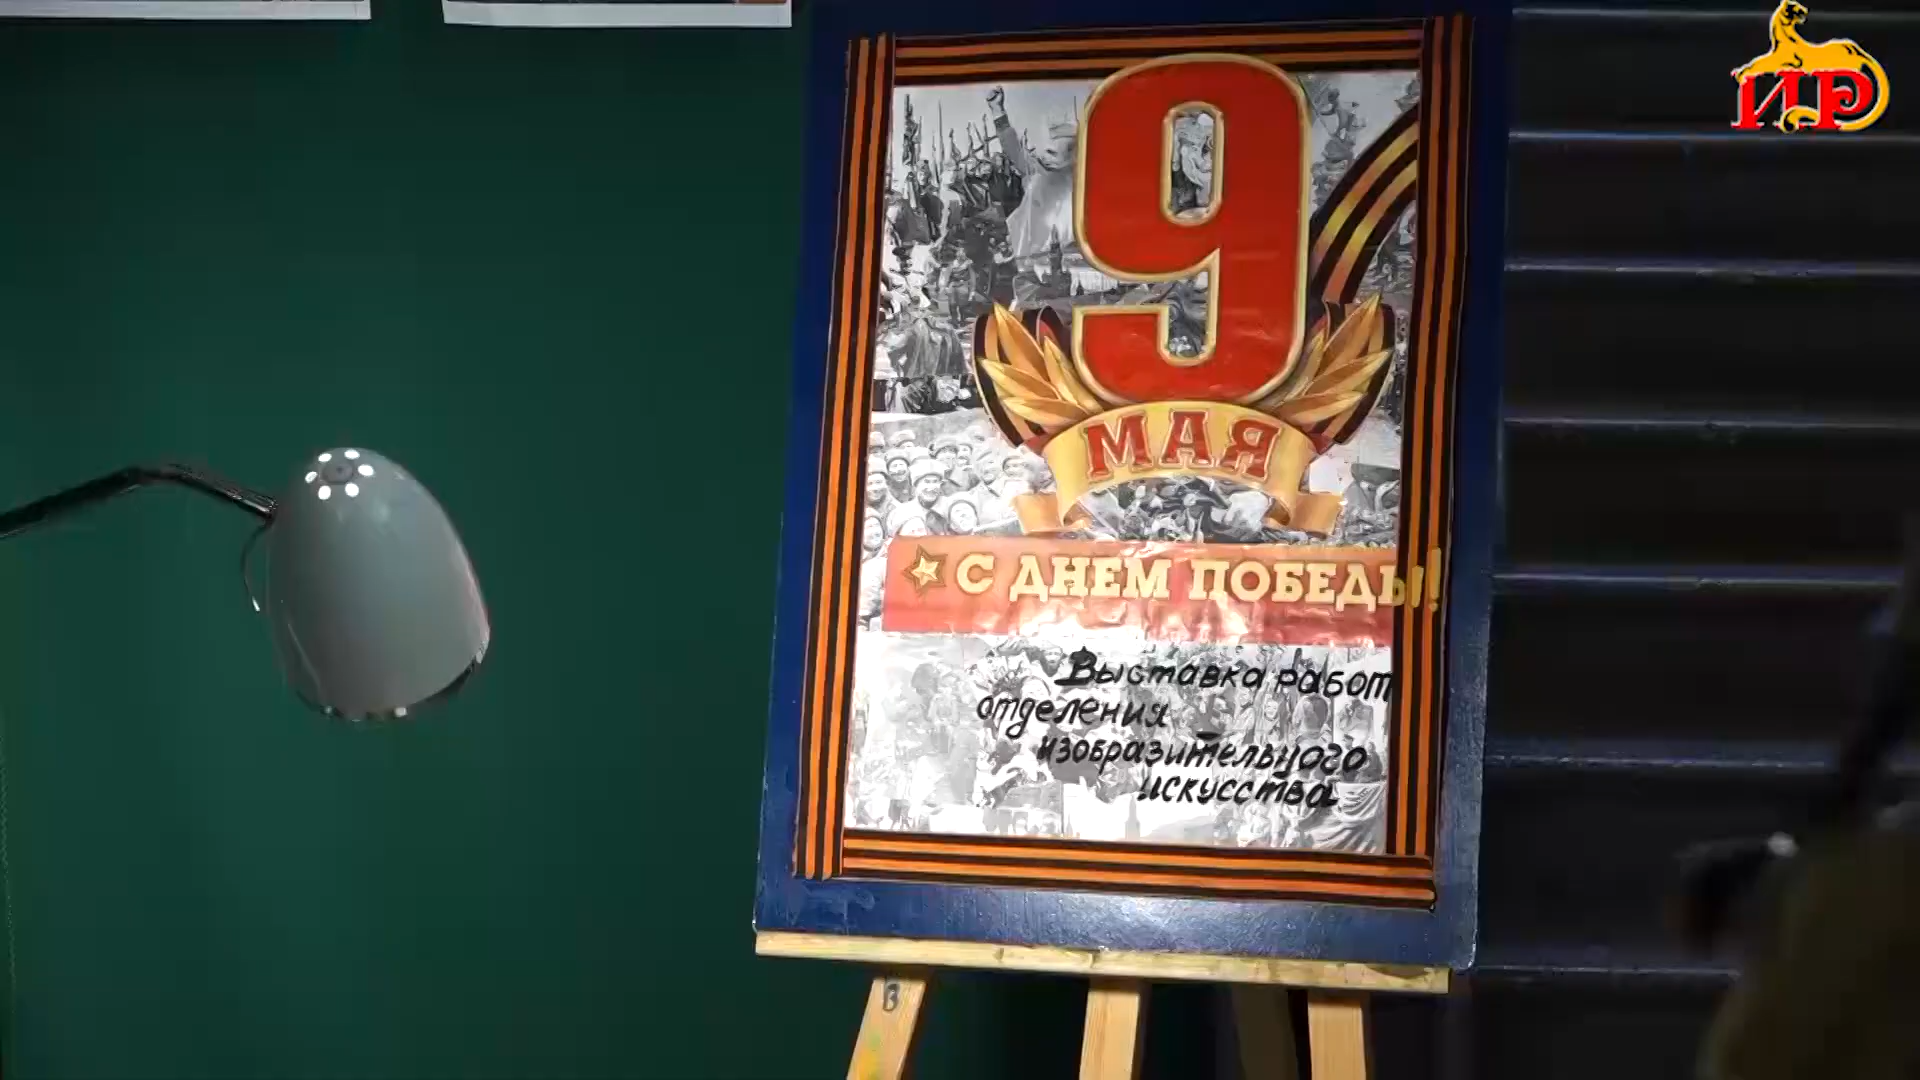 ИР
9
МАЯ
С ДНЕМ ПОБЕДЫ!
Выставка работ
отделения
изобразительного
искусства
В